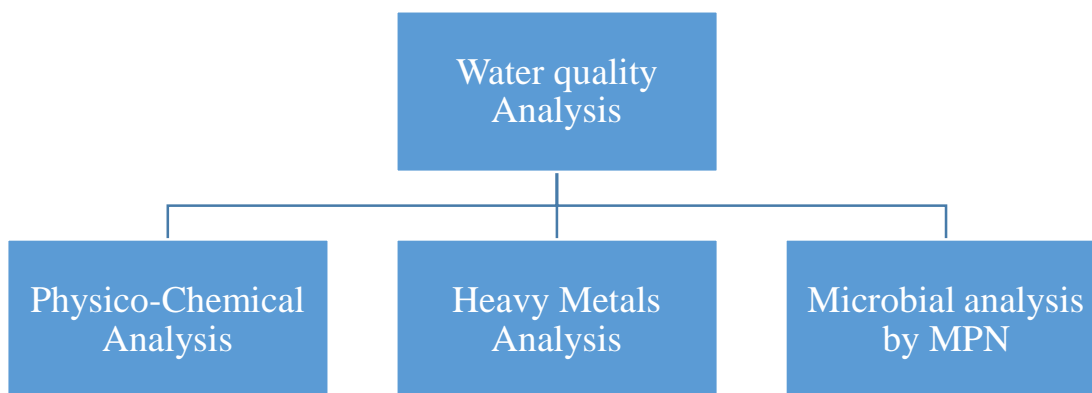 Water quality
Analysis
Physico-Chemical
Analysis
Heavy Metals
Analysis
Microbial analysis
by MPN